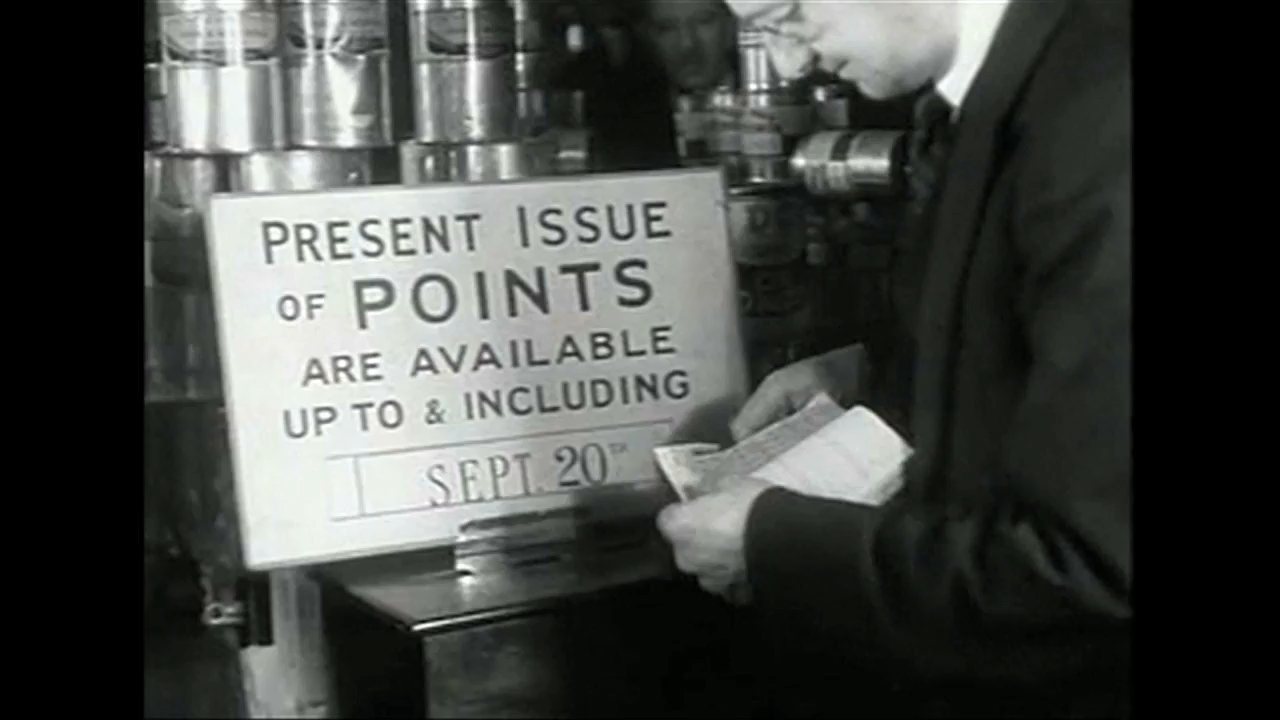 PRESENT ISSUE
OF POINTS
ARE AVAILABLE
UP TO & INCLUDING
SEPT. 20TH